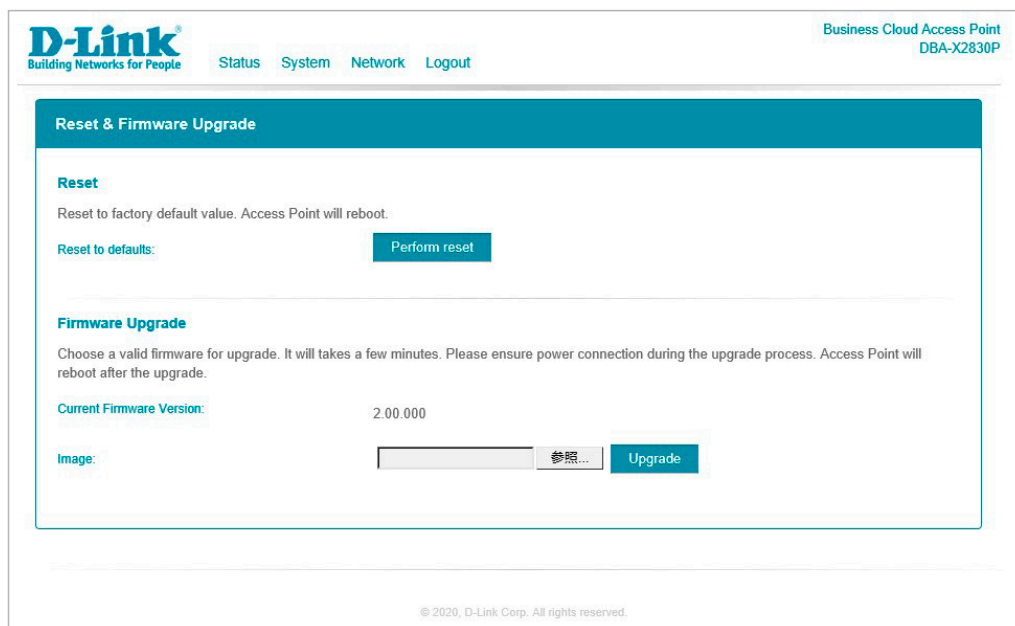 D-Link®
Building Networks for People
Status System Network Logout
Business Cloud Access Point
DBA-X2830P
Reset & Firmware Upgrade
Reset
Reset to factory default value. Access Point will reboot.
Reset to defaults: Perform reset
Firmware Upgrade
Choose a valid firmware for upgrade. It will takes a few minutes. Please ensure power connection during the upgrade process. Access Point will
reboot after the upgrade.
Current Firmware Version: 2.00.000
Image: 参照... Upgrade
© 2020, D-Link Corp. All rights reserved.